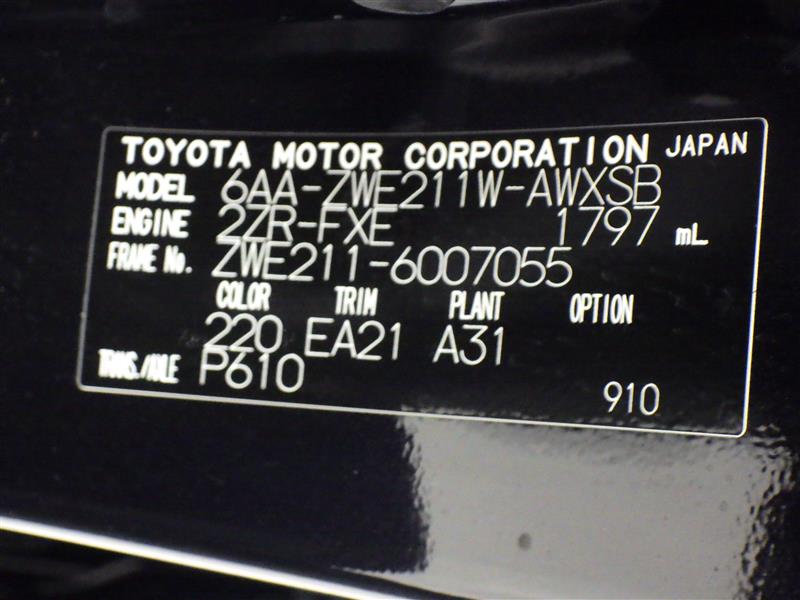 TOYOTA MOTOR CORPORATION JAPAN
MODEL 6AA-ZWE211W-AWXSB
ENGINE 2ZR-FXE 1797 mL
FRAME No. ZWE211-6007055
COLOR TRIM PLANT OPTION
220 EA21 A31
TRANS./AXLE P610
910